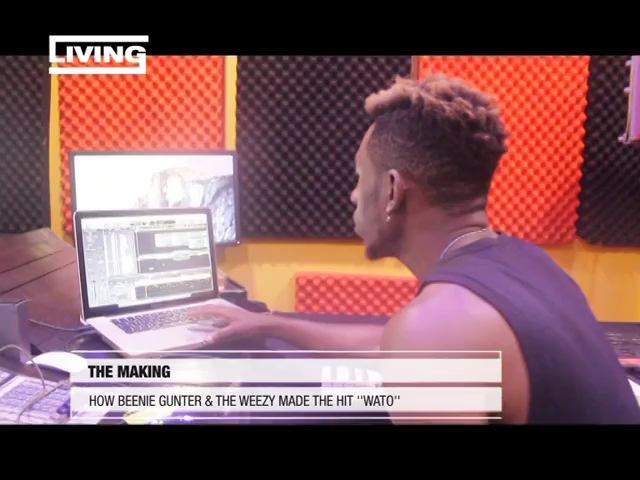 LIVING
THE MAKING
HOW BEENIE GUNTER & THE WEEZY MADE THE HIT ''WATO''